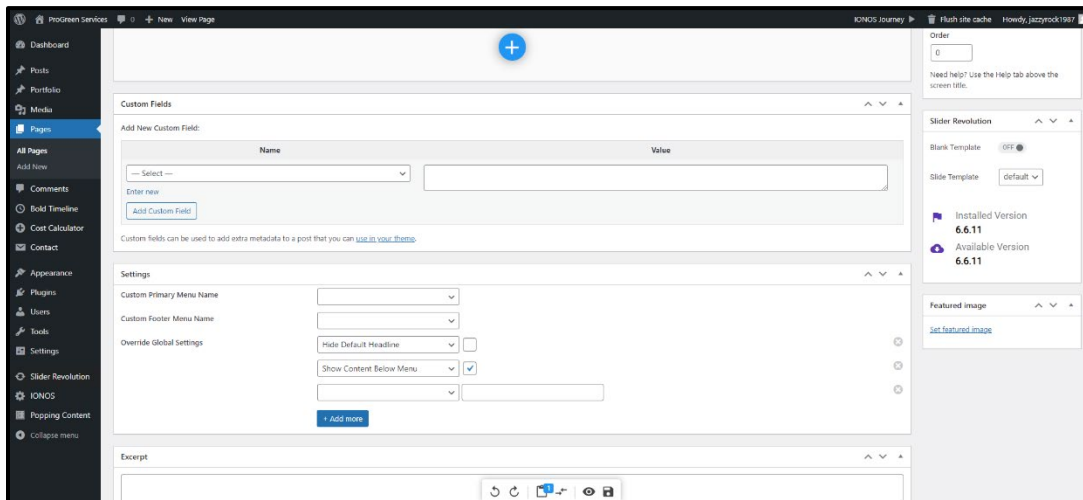 ProGreen Services 0 New View Page IONOS Journey Flush site cache Howdy, jazzyrock1987
Dashboard
Posts
Portfolio
Media
Pages
All Pages
Add New
Comments
Bold Timeline
Cost Calculator
Contact
Appearance
Plugins
Users
Tools
Settings
Slider Revolution
IONOS
Popping Content
Collapse menu
Custom Fields
Add New Custom Field:
Name Value
— Select —
Enter new
Add Custom Field
Custom fields can be used to add extra metadata to a post that you can use in your theme.
Settings
Custom Primary Menu Name
Custom Footer Menu Name
Override Global Settings Hide Default Headline
Show Content Below Menu
+ Add more
Excerpt
1
Order
0
Need help? Use the Help tab above the
screen title.
Slider Revolution
Blank Template OFF
Slide Template default
Installed Version
6.6.11
Available Version
6.6.11
Featured image
Set featured image